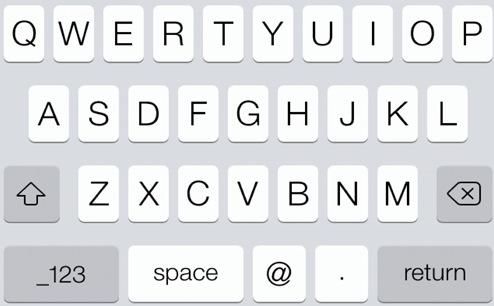 Q W E R T Y U I O P
A S D F G H J K L
Z X C V B N M
_123 space @ . return